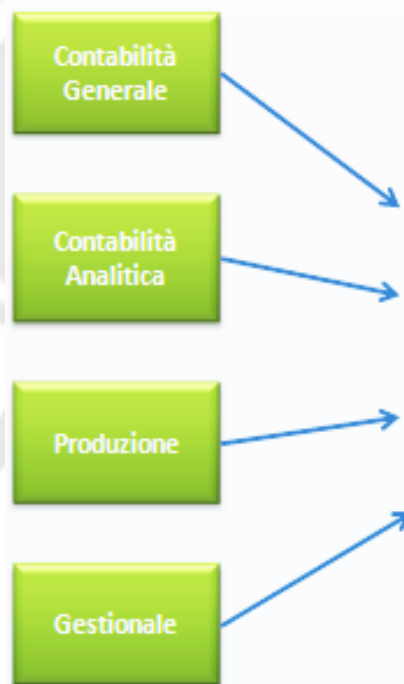 Contabilità
Generale
Contabilità
Analitica
Produzione
Gestionale